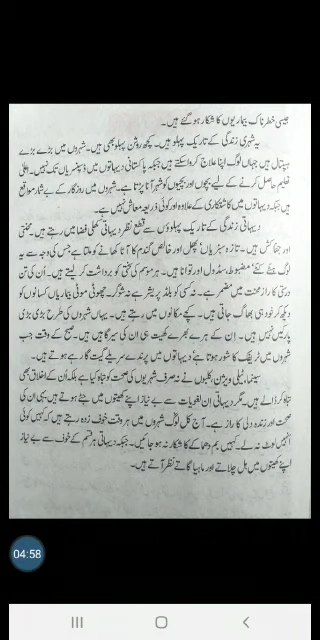 جیسی خطرناک بیماریوں کا شکار ہو گئے ہیں۔
یہ شہری زندگی کے تاریک پہلو ہیں۔ کچھ روشن پہلو بھی ہیں۔ شہروں میں بڑے بڑے
ہسپتال ہیں جہاں لوگ اپنا علاج کروا سکتے ہیں جبکہ پاکستانی دیہاتوں میں ڈسپنسریاں تک نہیں۔ اعلیٰ
تعلیم حاصل کرنے کے لیے بچوں اور بچیوں کو شہر آنا پڑتا ہے۔ شہروں میں روزگار کے بے شمار مواقع
ہیں جبکہ دیہاتوں میں کاشتکاری کے علاوہ اور کوئی ذریعہ معاش نہیں ہے۔
دیہاتی زندگی کے تاریک پہلوؤں سے قطع نظر دیہاتی کھلی فضا میں رہتے ہیں۔ محنتی
اور جفاکش ہیں۔ تازہ سبزیاں، پھل اور خالص گندم کا آٹا کھانے کو ملتا ہے جس کی وجہ سے یہ
لوگ ہٹے کٹے، مضبوط، سڈول اور توانا ہیں۔ ہر موسم کی سختی کو برداشت کر لیتے ہیں۔ اُن کی تن
درستی کا راز محنت میں مضمر ہے۔ نہ کسی کو بلڈ پریشر ہے نہ شوگر۔ چھوٹی موٹی بیماریاں کسانوں کو
دیکھ کر خود ہی بھاگ جاتی ہیں۔ کچے مکانوں میں رہتے ہیں۔ یہاں شہروں کی طرح بڑی بڑی
پارکیں نہیں ہیں۔ اِن کے ہرے بھرے کھیت ہی ان کی سیر گاہیں ہیں۔ صبح کے وقت جب
شہروں میں ٹریفک کا شور ہوتا ہے تو دیہاتوں میں پرندے سریلے گیت گا رہے ہوتے ہیں۔
سینما، ٹیلی ویژن، کلبوں نے نہ صرف شہریوں کی صحت کو تباہ کیا ہے بلکہ اُن کے اخلاق بھی
تباہ کر ڈالے ہیں۔ مگر دیہاتی ان لغویات سے بے نیاز اپنے کھیتوں میں جُتے ہوتے ہیں یہی ان کی
صحت اور زندہ دلی کا راز ہے۔ آج کل لوگ شہروں میں ہر وقت خوف زدہ رہتے ہیں کہ کہیں کوئی
اُنہیں لوٹ نہ لے۔ کہیں بم دھماکے کا شکار نہ ہو جائیں۔ جبکہ دیہاتی ہر قسم کے خوف سے بے نیاز
اپنے کھیتوں میں ہل چلاتے اور ماہیا گاتے نظر آتے ہیں۔
04:58